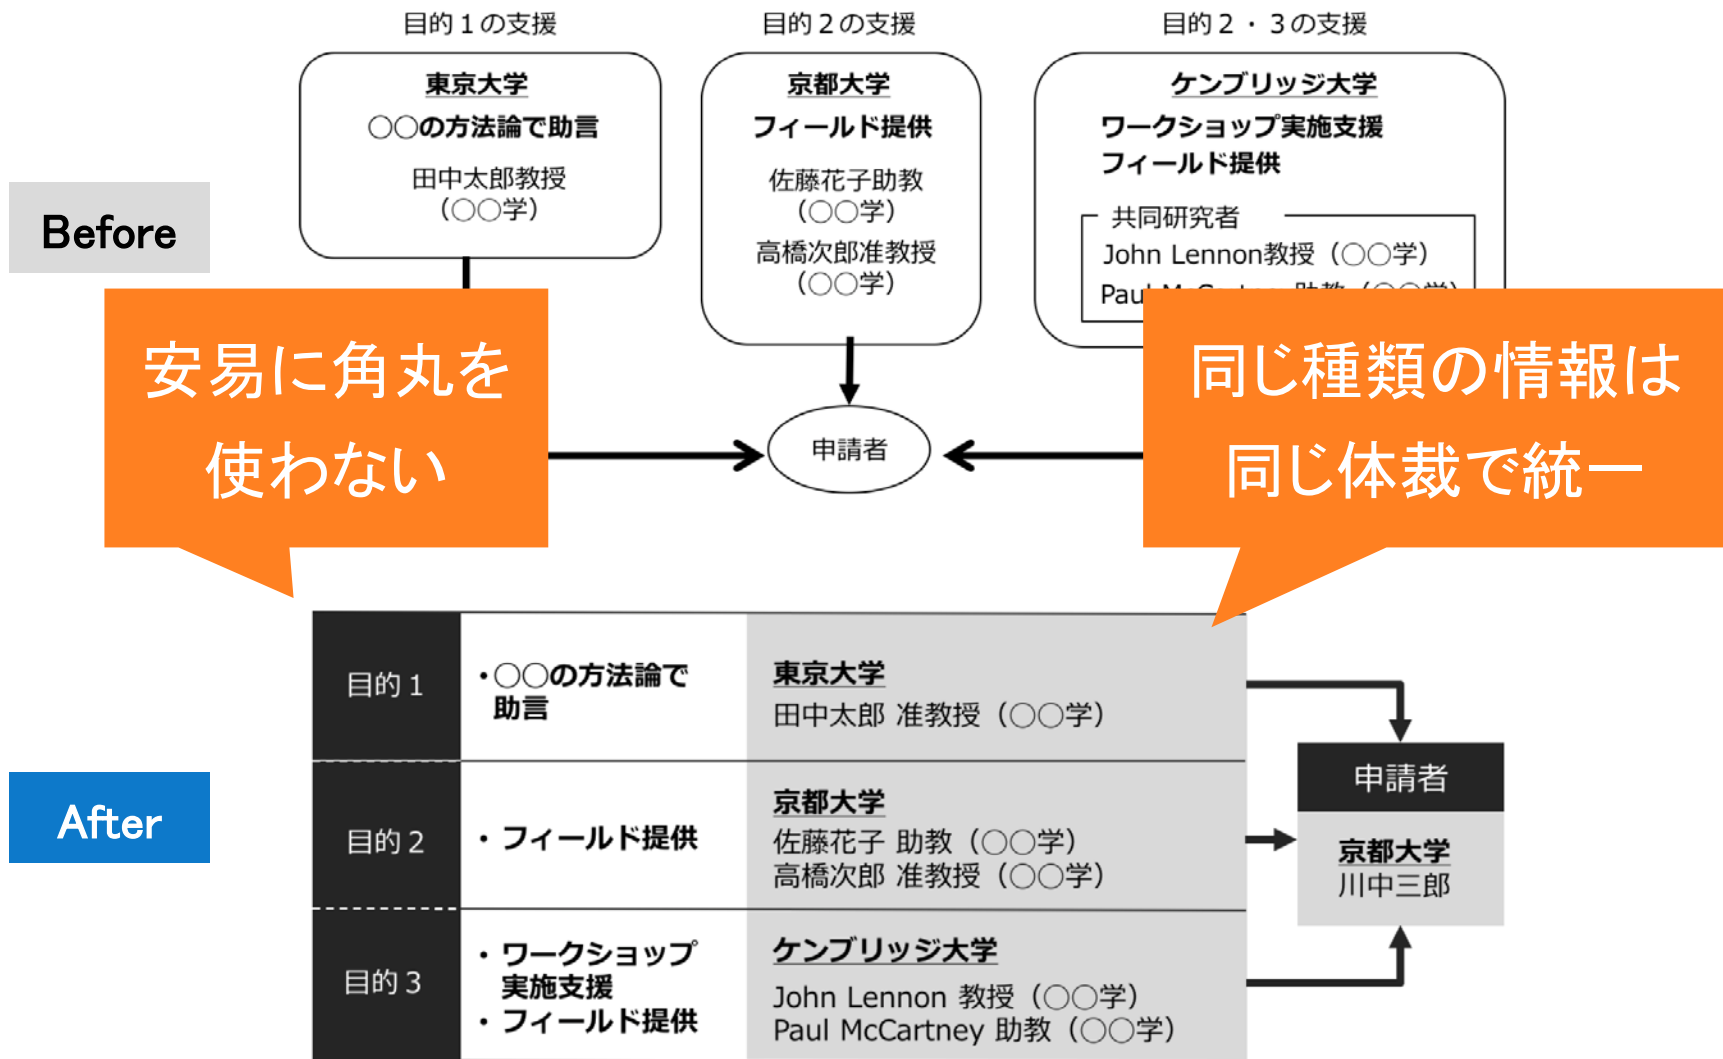 目的１の支援
目的２の支援
目的２・３の支援
東京大学
〇〇の方法論で助言
田中太郎教授
（〇〇学）
京都大学
フィールド提供
佐藤花子助教
（〇〇学）
高橋次郎准教授
（〇〇学）
ケンブリッジ大学
ワークショップ実施支援
フィールド提供
共同研究者
John Lennon教授（〇〇学）
Paul
Before
安易に角丸を
使わない
申請者
同じ種類の情報は
同じ体裁で統一
After
目的１
・〇〇の方法論で
助言
東京大学
田中太郎 准教授（〇〇学）
目的２
・フィールド提供
京都大学
佐藤花子 助教（〇〇学）
高橋次郎 准教授（〇〇学）
目的３
・ワークショップ
実施支援
・フィールド提供
ケンブリッジ大学
John Lennon 教授（〇〇学）
Paul McCartney 助教（〇〇学）
申請者
京都大学
川中三郎